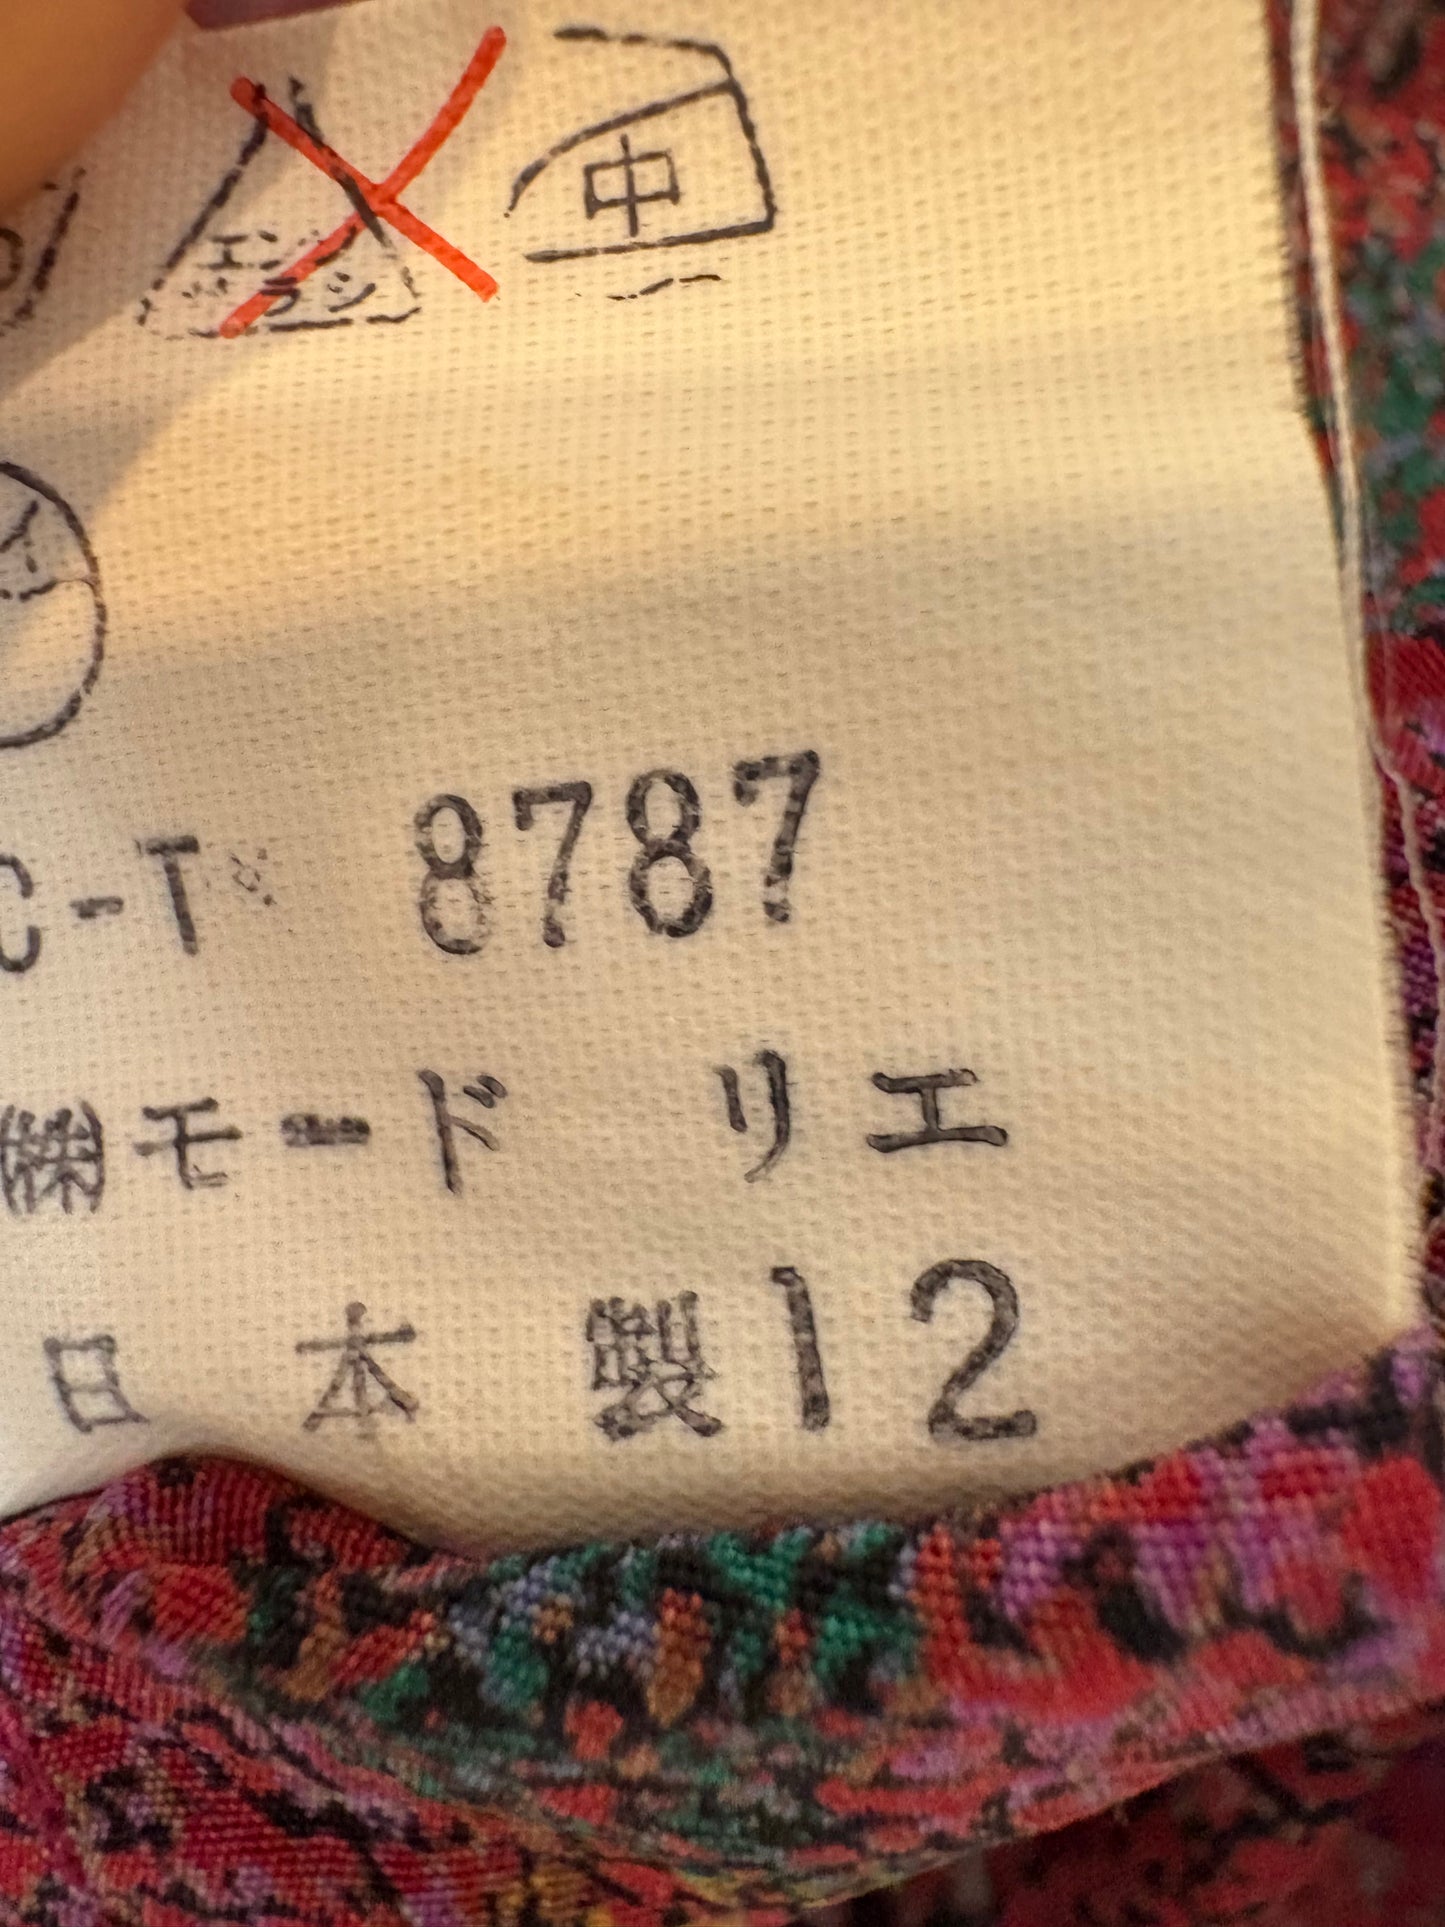 エンソ
サラシ
中
C-T 8787
㈱モード リエ
日本製12